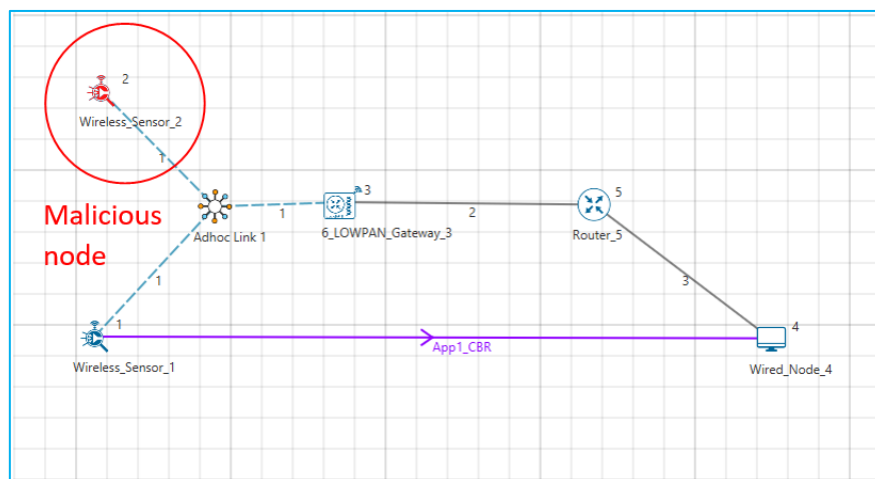 2
Wireless_Sensor_2
1
Malicious
node
Adhoc Link 1
1
3
6_LOWPAN_Gateway_3
2
5
Router_5
1
3
1
Wireless_Sensor_1
App1_CBR
4
Wired_Node_4